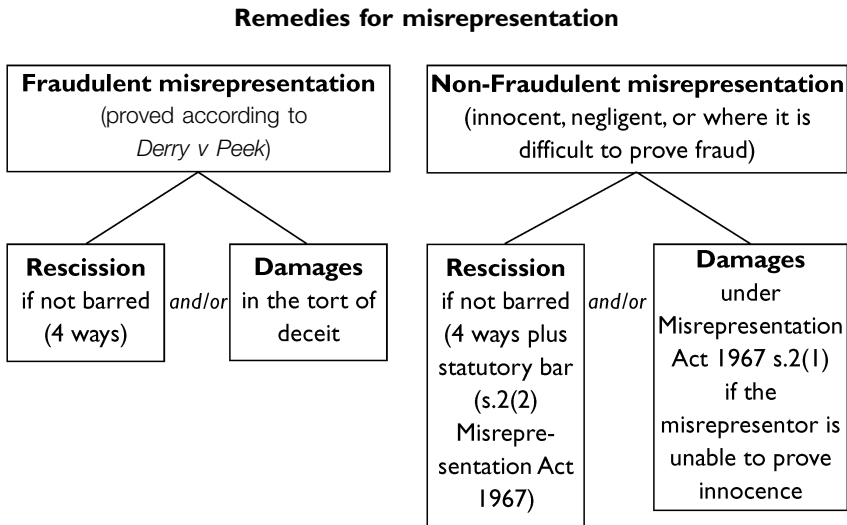 Remedies for misrepresentation
Fraudulent misrepresentation
(proved according to
Derry v Peek)
Non-Fraudulent misrepresentation
(innocent, negligent, or where it is
difficult to prove fraud)
Rescission
if not barred
(4 ways)
and/or
Damages
in the tort of
deceit
Rescission
if not barred
(4 ways plus
statutory bar
(s.2(2)
Misrepre-
sentation Act
1967)
and/or
Damages
under
Misrepresentation
Act 1967 s.2(1)
if the
misrepresentor is
unable to prove
innocence